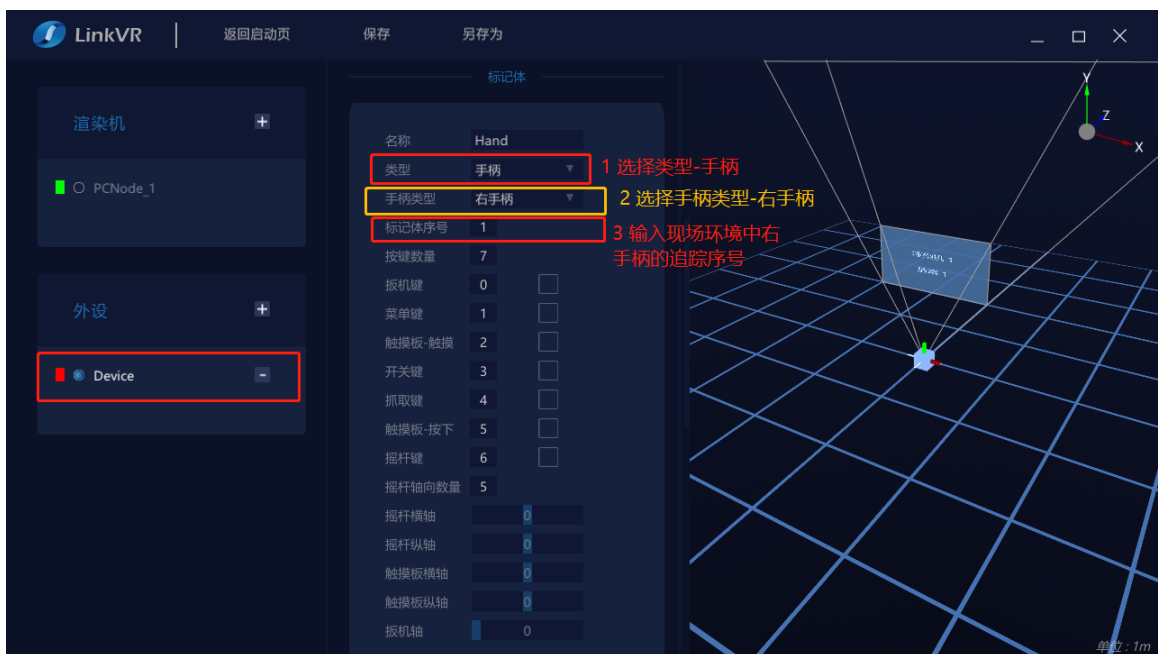 LinkVR
返回启动页
保存
另存为
标记体
渲染机
PCNode_1
外设
Device
名称 Hand
类型 手柄
1 选择类型-手柄
手柄类型 右手柄
2 选择手柄类型-右手柄
标记体序号 1
3 输入现场环境中右
手柄的追踪序号
按键数量 7
扳机键 0
菜单键 1
触摸板-触摸 2
开关键 3
抓取键 4
触摸板-按下 5
摇杆键 6
摇杆轴向数量 5
摇杆横轴 0
摇杆纵轴 0
触摸板横轴 0
触摸板纵轴 0
扳机轴 0
Y
Z
X
单位 : 1m